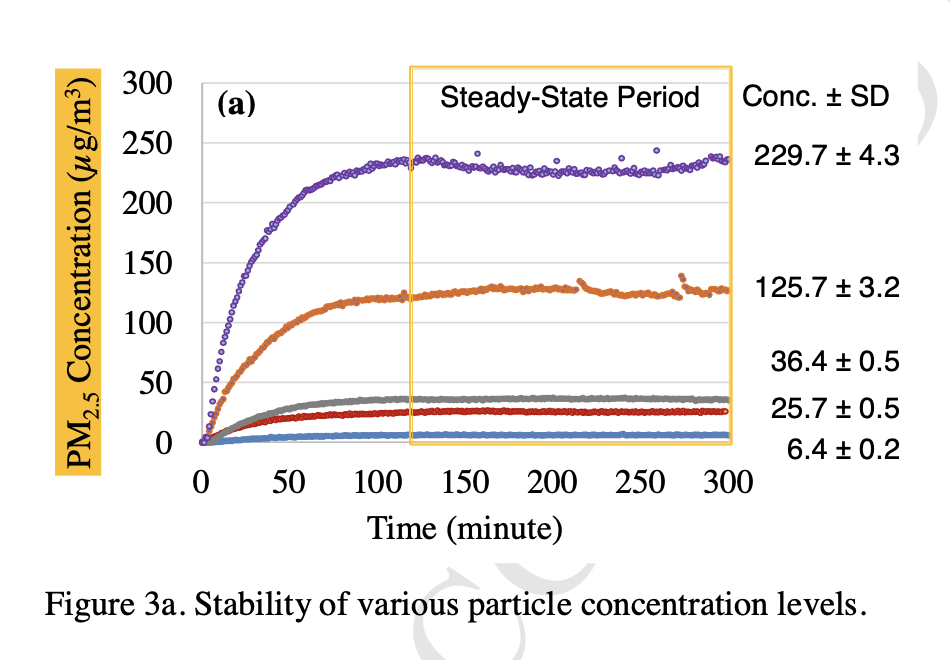 (a)
Steady-State Period
Conc. ± SD
PM2.5 Concentration (µg/m³)
300
250
200
150
100
50
0
229.7 ± 4.3
125.7 ± 3.2
36.4 ± 0.5
25.7 ± 0.5
6.4 ± 0.2
0 50 100 150 200 250 300
Time (minute)
Figure 3a. Stability of various particle concentration levels.